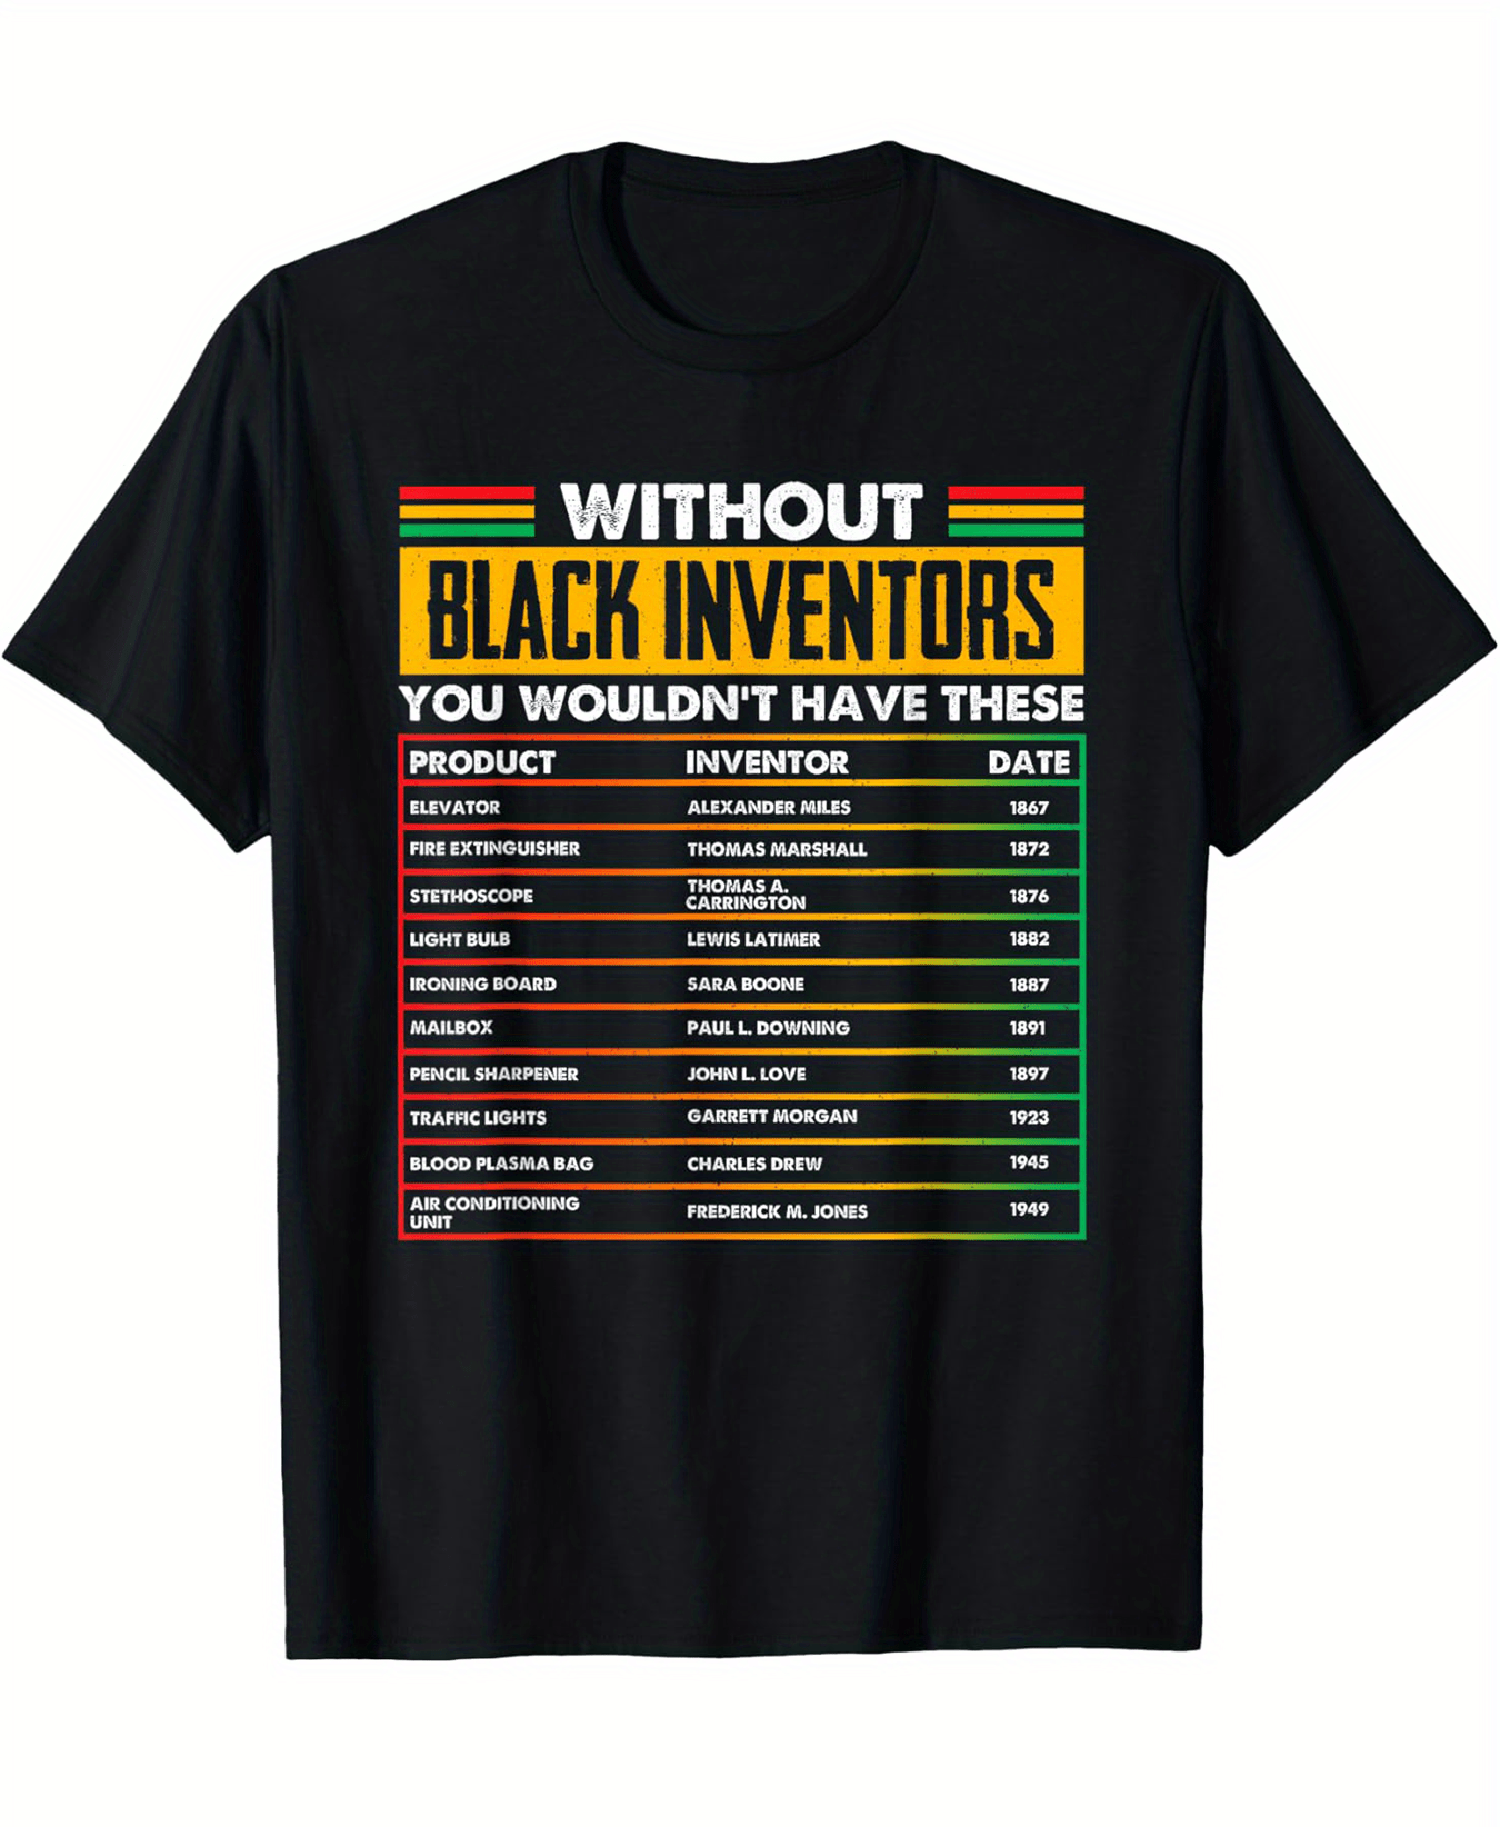 WITHOUT
BLACK INVENTORS
YOU WOULDN'T HAVE THESE
PRODUCT INVENTOR DATE
ELEVATOR ALEXANDER MILES 1867
FIRE EXTINGUISHER THOMAS MARSHALL 1872
STETHOSCOPE THOMAS A. CARRINGTON 1876
LIGHT BULB LEWIS LATIMER 1882
IRONING BOARD SARA BOONE 1887
MAILBOX PAUL L. DOWNING 1891
PENCIL SHARPENER JOHN L. LOVE 1897
TRAFFIC LIGHTS GARRETT MORGAN 1923
BLOOD PLASMA BAG CHARLES DREW 1945
AIR CONDITIONING UNIT FREDERICK M. JONES 1949